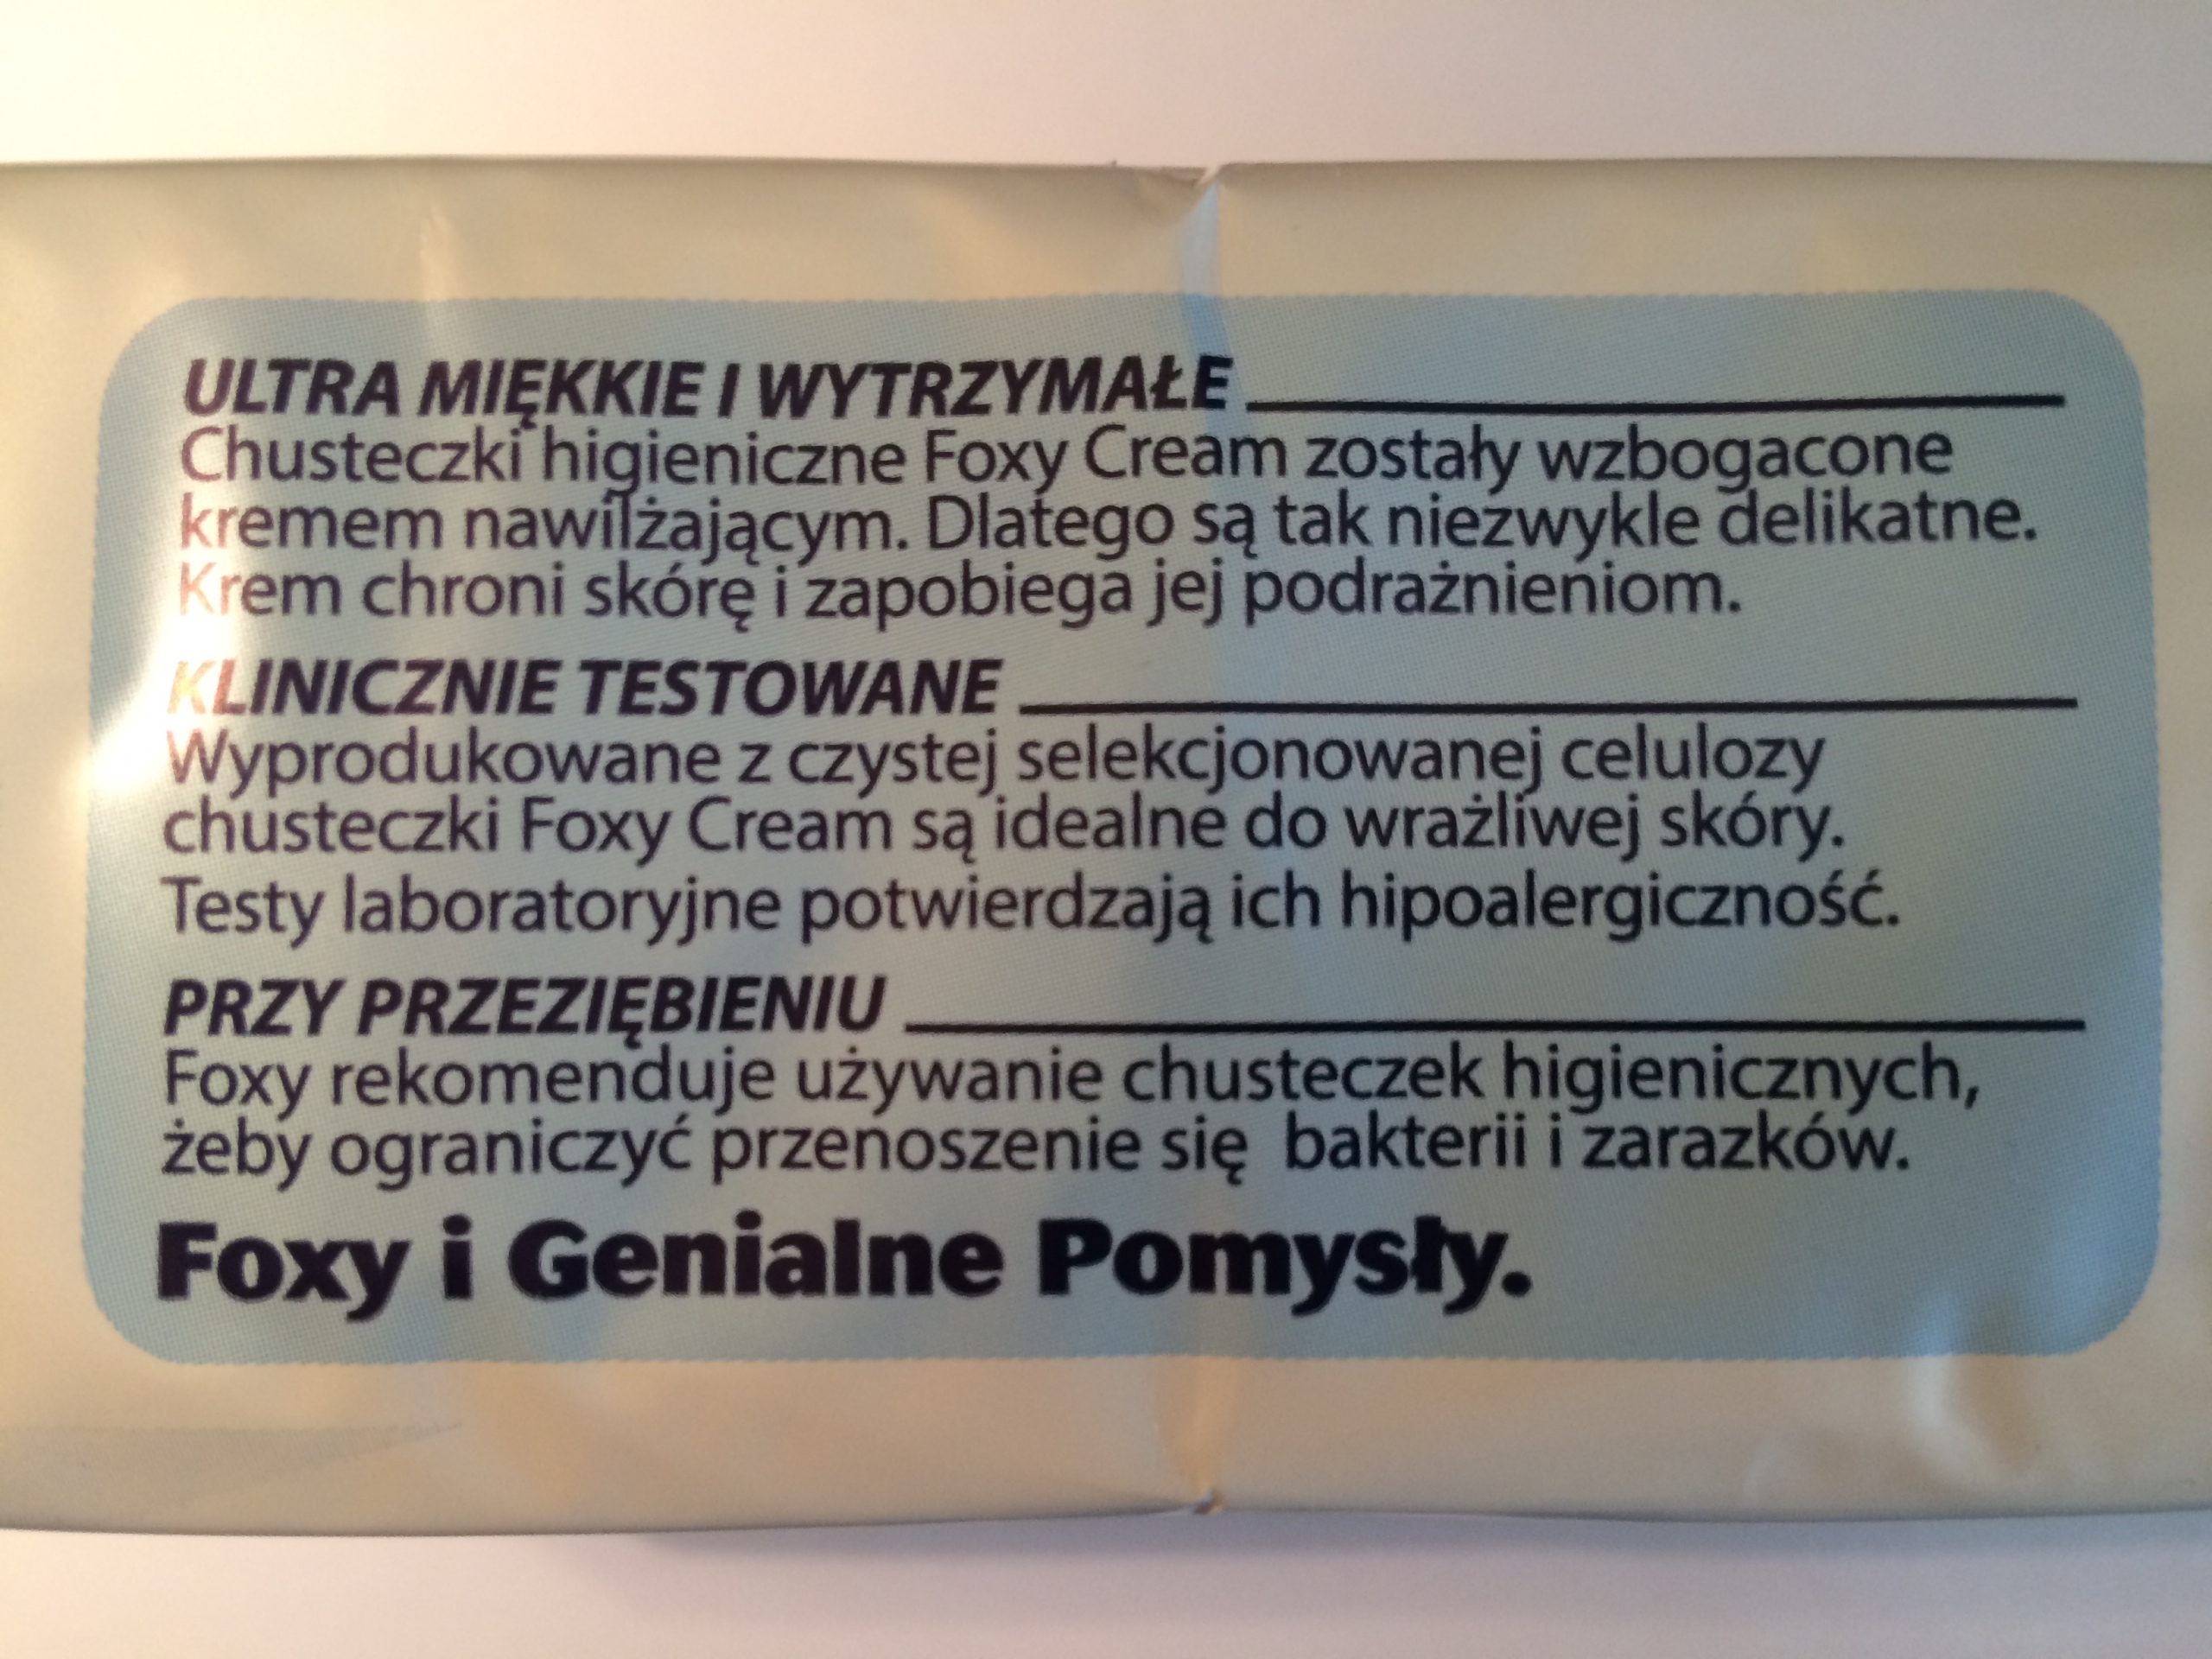 ULTRA MIĘKKIE I WYTRZYMAŁE
Chusteczki higieniczne Foxy Cream zostały wzbogacone
kremem nawilżającym. Dlatego są tak niezwykle delikatne.
Krem chroni skórę i zapobiega jej podrażnieniom.
KLINICZNIE TESTOWANE
Wyprodukowane z czystej selekcjonowanej celulozy
chusteczki Foxy Cream są idealne do wrażliwej skóry.
Testy laboratoryjne potwierdzają ich hipoalergiczność.
PRZY PRZEZIĘBIENIU
Foxy rekomenduje używanie chusteczek higienicznych,
żeby ograniczyć przenoszenie się bakterii i zarazków.
Foxy i Genialne Pomysły.